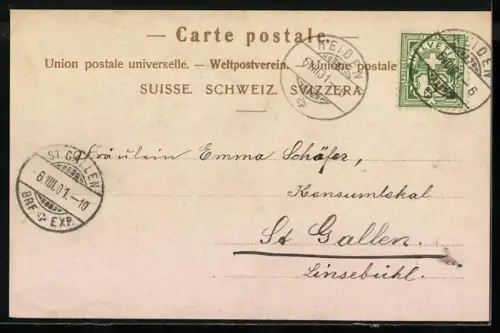 — Carte postale. —
Union postale universelle. – Weltpostverein. – Unione postale
SUISSE. SCHWEIZ. SVIZZERA.
HEIDEN
HELVETIA
HEIDEN
ST. GALLEN
6.VIII.01.–10
BRF. EXP.
Fräulein Emma Schäfer,
Konsumlokal
St Gallen.
Linsebühl.